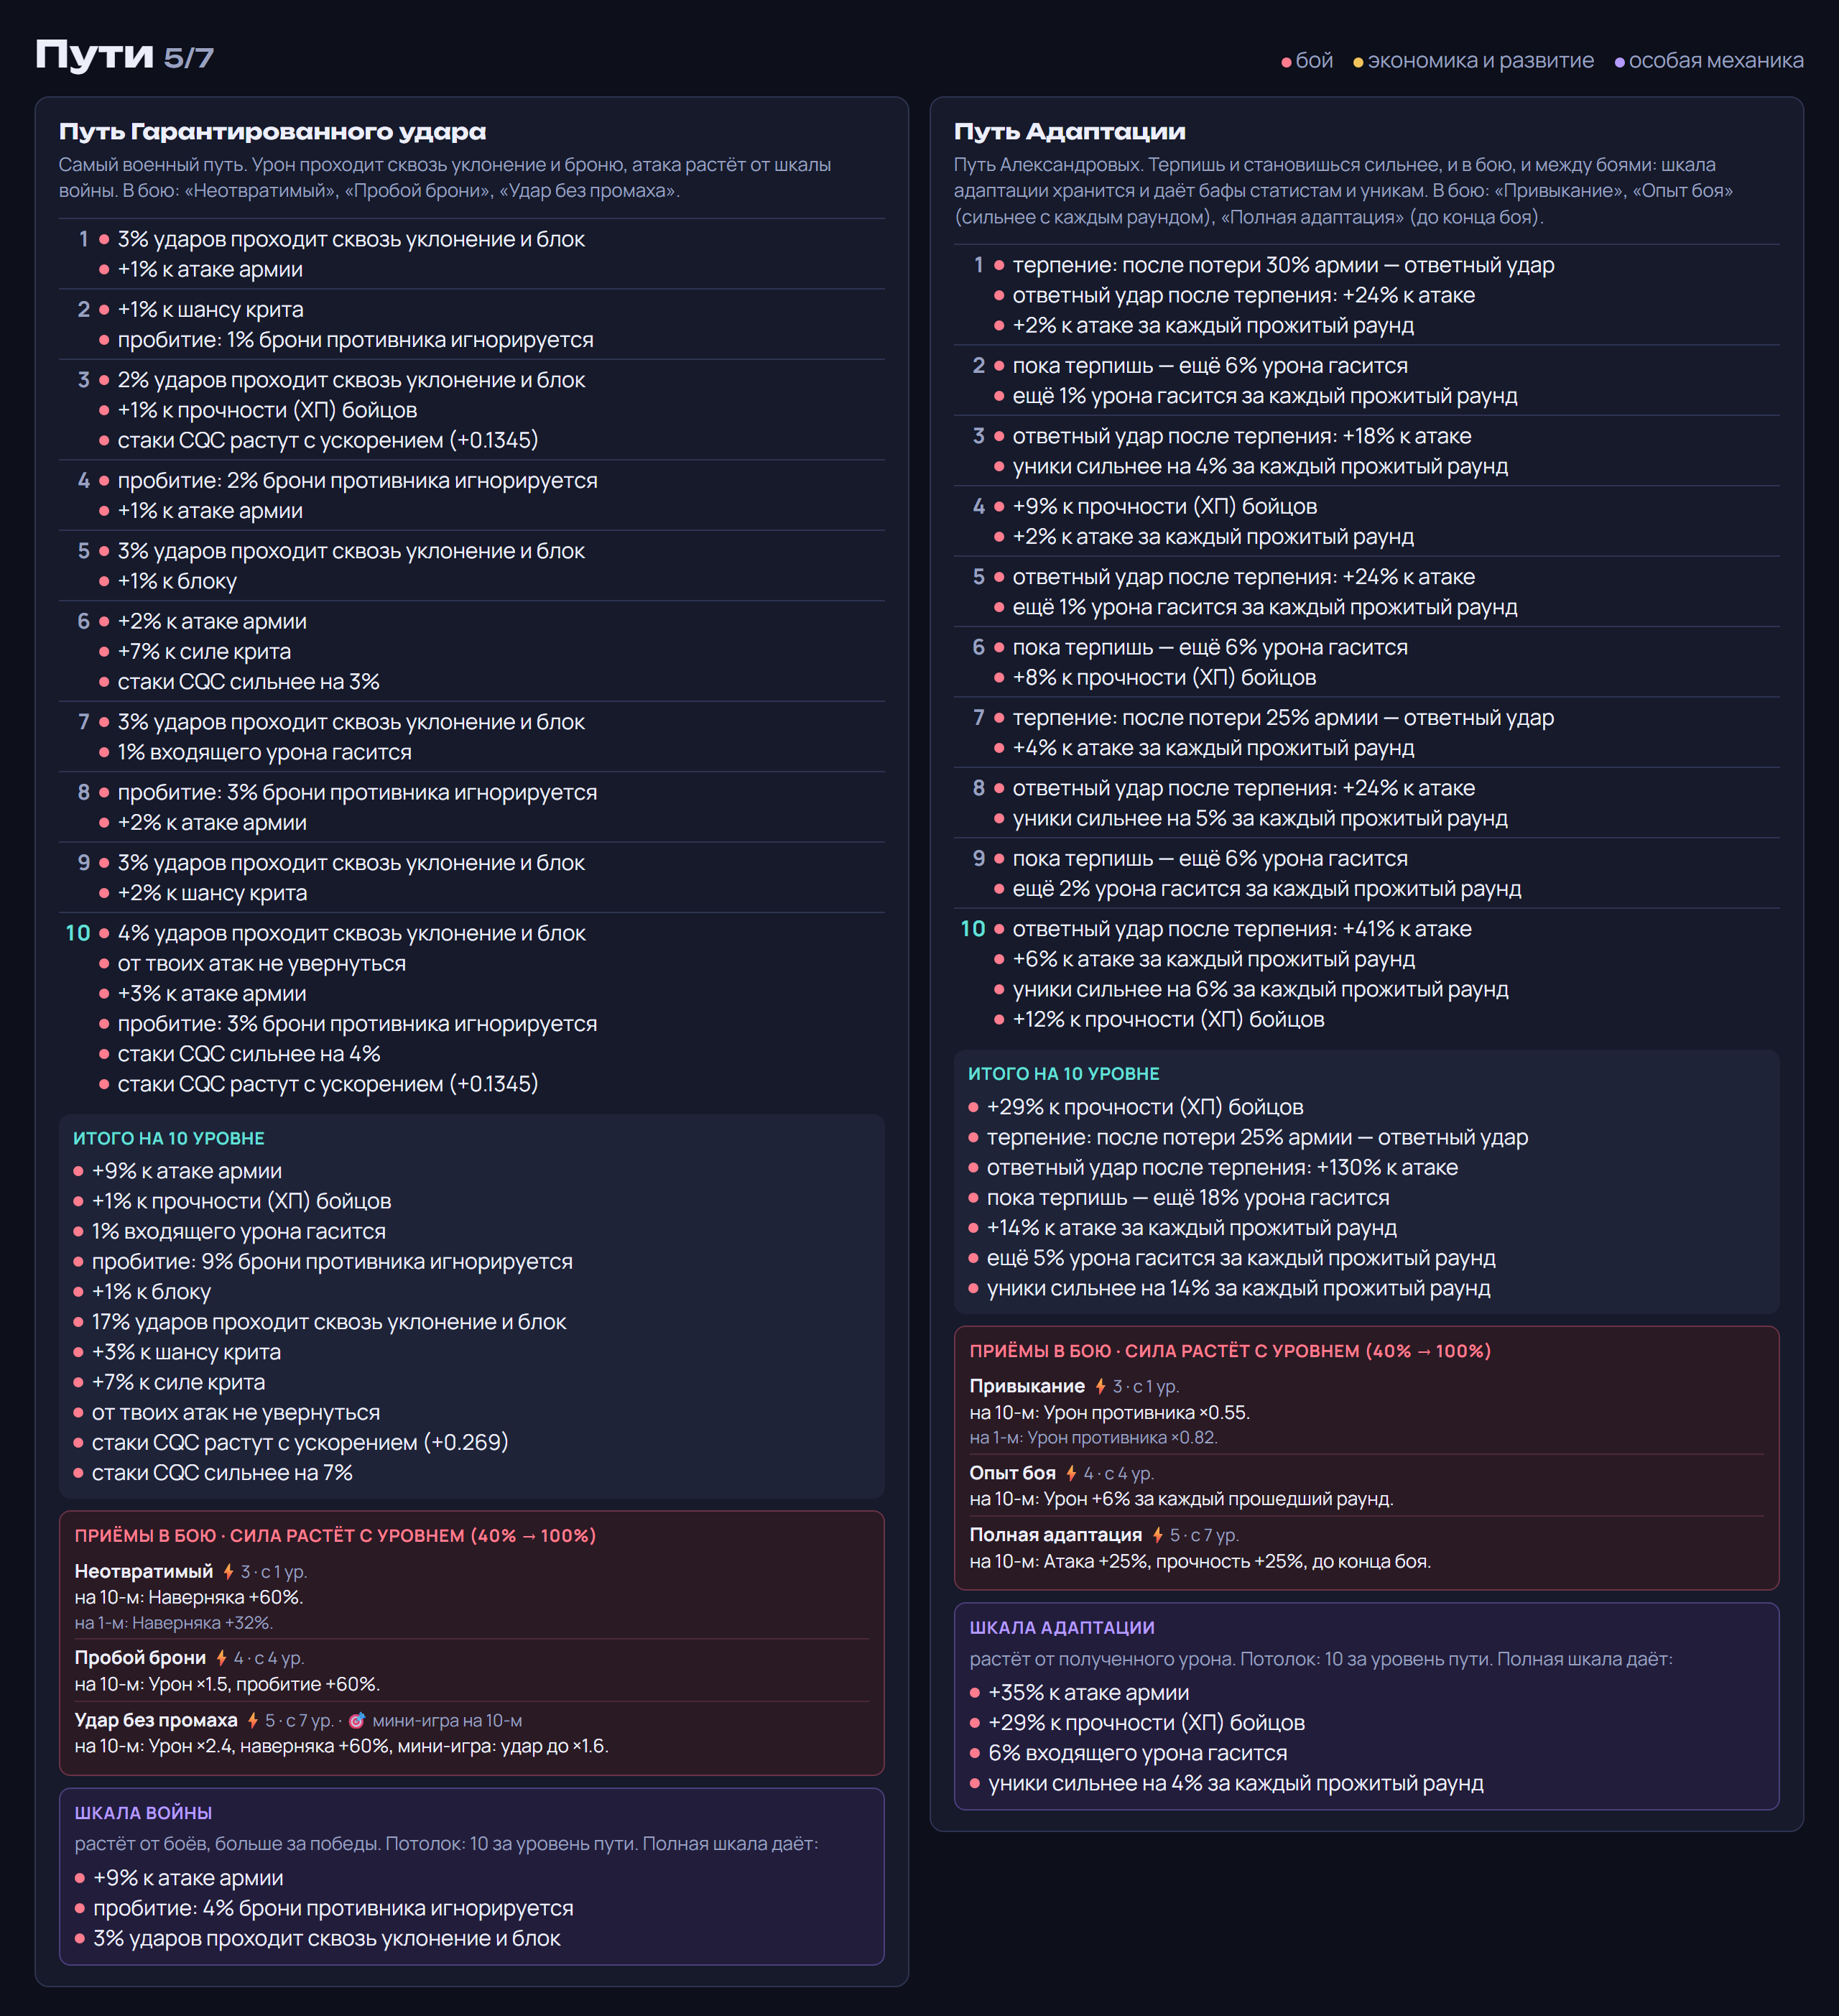 Пути 5/7
бой экономика и развитие особая механика
Путь Гарантированного удара
Самый военный путь. Урон проходит сквозь уклонение и броню, атака растёт от шкалы
войны. В бою: «Неотвратимый», «Пробой брони», «Удар без промаха».
1 3% ударов проходит сквозь уклонение и блок
+1% к атаке армии
2 +1% к шансу крита
пробитие: 1% брони противника игнорируется
3 2% ударов проходит сквозь уклонение и блок
+1% к прочности (ХП) бойцов
стаки CQC растут с ускорением (+0.1345)
4 пробитие: 2% брони противника игнорируется
+1% к атаке армии
5 3% ударов проходит сквозь уклонение и блок
+1% к блоку
6 +2% к атаке армии
+7% к силе крита
стаки CQC сильнее на 3%
7 3% ударов проходит сквозь уклонение и блок
1% входящего урона гасится
8 пробитие: 3% брони противника игнорируется
+2% к атаке армии
9 3% ударов проходит сквозь уклонение и блок
+2% к шансу крита
10 4% ударов проходит сквозь уклонение и блок
от твоих атак не увернуться
+3% к атаке армии
пробитие: 3% брони противника игнорируется
стаки CQC сильнее на 4%
стаки CQC растут с ускорением (+0.1345)
ИТОГО НА 10 УРОВНЕ
+9% к атаке армии
+1% к прочности (ХП) бойцов
1% входящего урона гасится
пробитие: 9% брони противника игнорируется
+1% к блоку
17% ударов проходит сквозь уклонение и блок
+3% к шансу крита
+7% к силе крита
от твоих атак не увернуться
стаки CQC растут с ускорением (+0.269)
стаки CQC сильнее на 7%
ПРИЁМЫ В БОЮ · СИЛА РАСТЁТ С УРОВНЕМ (40% → 100%)
Неотвратимый ⚡ 3 · с 1 ур.
на 10-м: Наверняка +60%.
на 1-м: Наверняка +32%.
Пробой брони ⚡ 4 · с 4 ур.
на 10-м: Урон ×1.5, пробитие +60%.
Удар без промаха ⚡ 5 · с 7 ур. · 🎯 мини-игра на 10-м
на 10-м: Урон ×2.4, наверняка +60%, мини-игра: удар до ×1.6.
ШКАЛА ВОЙНЫ
растёт от боёв, больше за победы. Потолок: 10 за уровень пути. Полная шкала даёт:
+9% к атаке армии
пробитие: 4% брони противника игнорируется
3% ударов проходит сквозь уклонение и блок
Путь Адаптации
Путь Александровых. Терпишь и становишься сильнее, и в бою, и между боями: шкала
адаптации хранится и даёт бафы статистам и уникам. В бою: «Привыкание», «Опыт боя»
(сильнее с каждым раундом), «Полная адаптация» (до конца боя).
1 терпение: после потери 30% армии — ответный удар
ответный удар после терпения: +24% к атаке
+2% к атаке за каждый прожитый раунд
2 пока терпишь — ещё 6% урона гасится
ещё 1% урона гасится за каждый прожитый раунд
3 ответный удар после терпения: +18% к атаке
уники сильнее на 4% за каждый прожитый раунд
4 +9% к прочности (ХП) бойцов
+2% к атаке за каждый прожитый раунд
5 ответный удар после терпения: +24% к атаке
ещё 1% урона гасится за каждый прожитый раунд
6 пока терпишь — ещё 6% урона гасится
+8% к прочности (ХП) бойцов
7 терпение: после потери 25% армии — ответный удар
+4% к атаке за каждый прожитый раунд
8 ответный удар после терпения: +24% к атаке
уники сильнее на 5% за каждый прожитый раунд
9 пока терпишь — ещё 6% урона гасится
ещё 2% урона гасится за каждый прожитый раунд
10 ответный удар после терпения: +41% к атаке
+6% к атаке за каждый прожитый раунд
уники сильнее на 6% за каждый прожитый раунд
+12% к прочности (ХП) бойцов
ИТОГО НА 10 УРОВНЕ
+29% к прочности (ХП) бойцов
терпение: после потери 25% армии — ответный удар
ответный удар после терпения: +130% к атаке
пока терпишь — ещё 18% урона гасится
+14% к атаке за каждый прожитый раунд
ещё 5% урона гасится за каждый прожитый раунд
уники сильнее на 14% за каждый прожитый раунд
ПРИЁМЫ В БОЮ · СИЛА РАСТЁТ С УРОВНЕМ (40% → 100%)
Привыкание ⚡ 3 · с 1 ур.
на 10-м: Урон противника ×0.55.
на 1-м: Урон противника ×0.82.
Опыт боя ⚡ 4 · с 4 ур.
на 10-м: Урон +6% за каждый прошедший раунд.
Полная адаптация ⚡ 5 · с 7 ур.
на 10-м: Атака +25%, прочность +25%, до конца боя.
ШКАЛА АДАПТАЦИИ
растёт от полученного урона. Потолок: 10 за уровень пути. Полная шкала даёт:
+35% к атаке армии
+29% к прочности (ХП) бойцов
6% входящего урона гасится
уники сильнее на 4% за каждый прожитый раунд